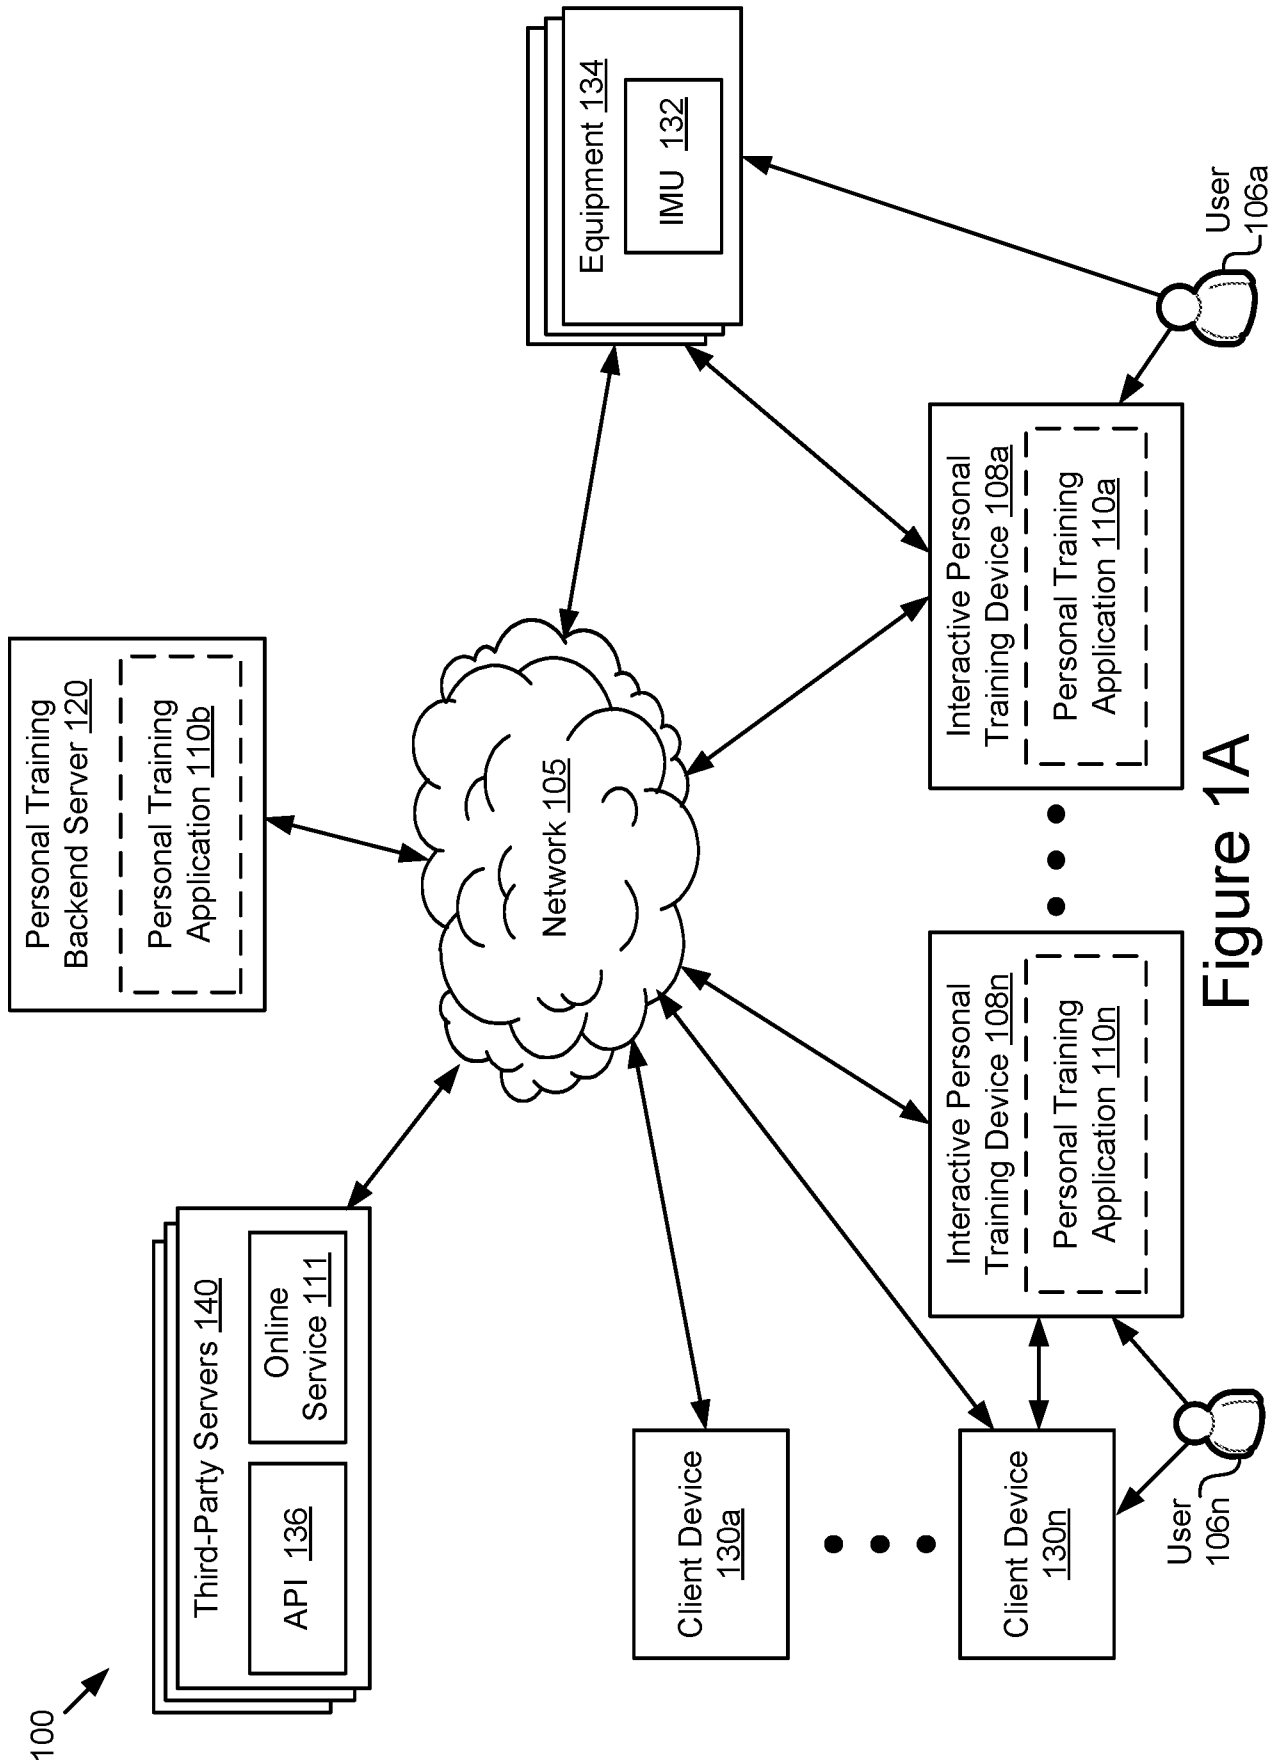 100
Third-Party Servers 140
API 136
Online
Service 111
Personal Training
Backend Server 120
Personal Training
Application 110b
Network 105
Equipment 134
IMU 132
Client Device
130a
Client Device
130n
Interactive Personal
Training Device 108n
Personal Training
Application 110n
Interactive Personal
Training Device 108a
Personal Training
Application 110a
User
106n
User
106a
Figure 1A